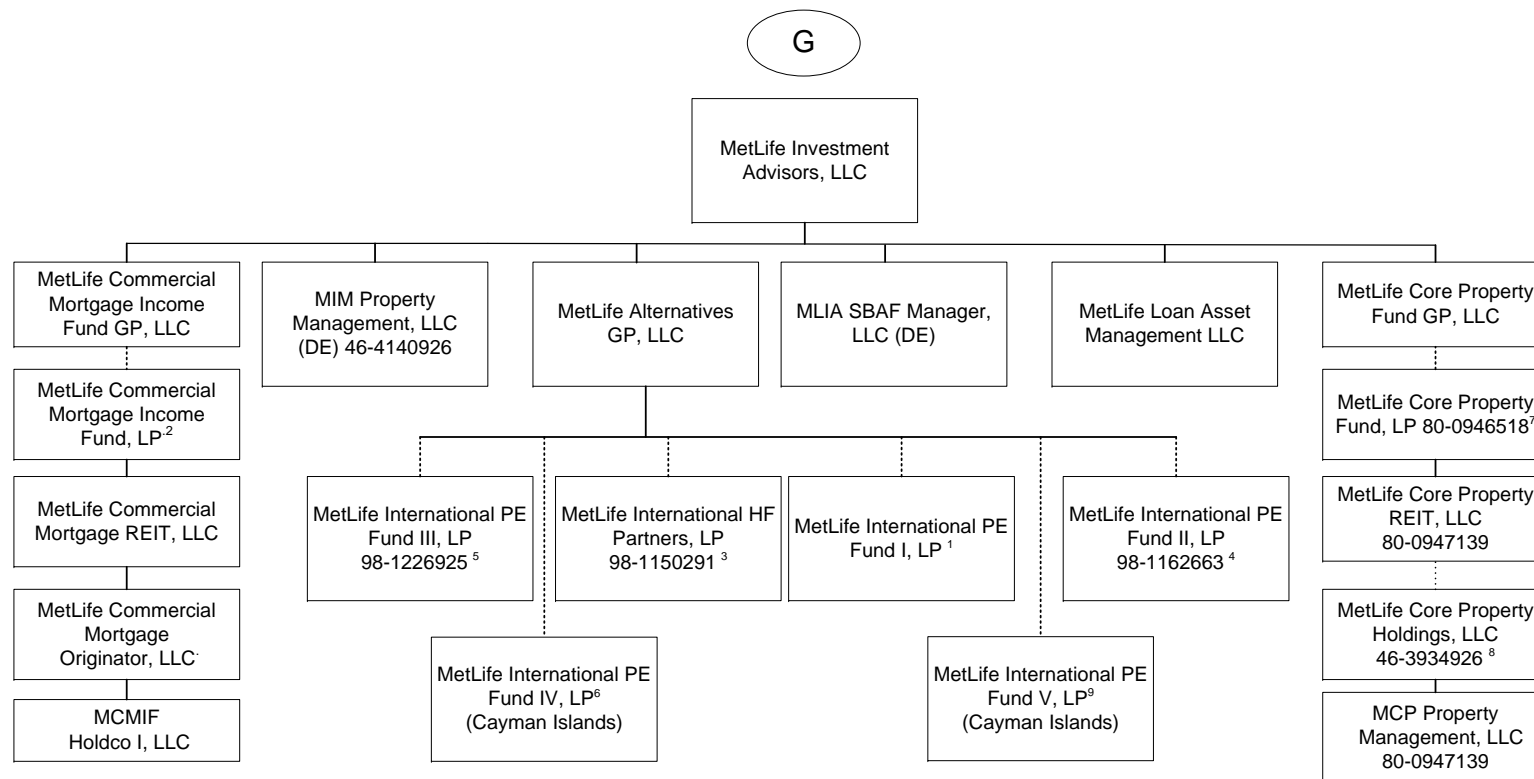 G
MetLife Investment
Advisors, LLC
MetLife Commercial
Mortgage Income
Fund GP, LLC
MIM Property
Management, LLC
(DE) 46-4140926
MetLife Alternatives
GP, LLC
MLIA SBAF Manager,
LLC (DE)
MetLife Loan Asset
Management LLC
MetLife Core Property
Fund GP, LLC
MetLife Commercial
Mortgage Income
Fund, LP.2
MetLife Core Property
Fund, LP 80-0946518 7
MetLife Commercial
Mortgage REIT, LLC
MetLife International PE
Fund III, LP
98-1226925 5
MetLife International HF
Partners, LP
98-1150291 3
MetLife International PE
Fund I, LP 1
MetLife International PE
Fund II, LP
98-1162663 4
MetLife Core Property
REIT, LLC
80-0947139
MetLife Commercial
Mortgage
Originator, LLC.
MetLife Core Property
Holdings, LLC
46-3934926 8
MetLife International PE
Fund IV, LP6
(Cayman Islands)
MetLife International PE
Fund V, LP9
(Cayman Islands)
MCMIF
Holdco I, LLC
MCP Property
Management, LLC
80-0947139